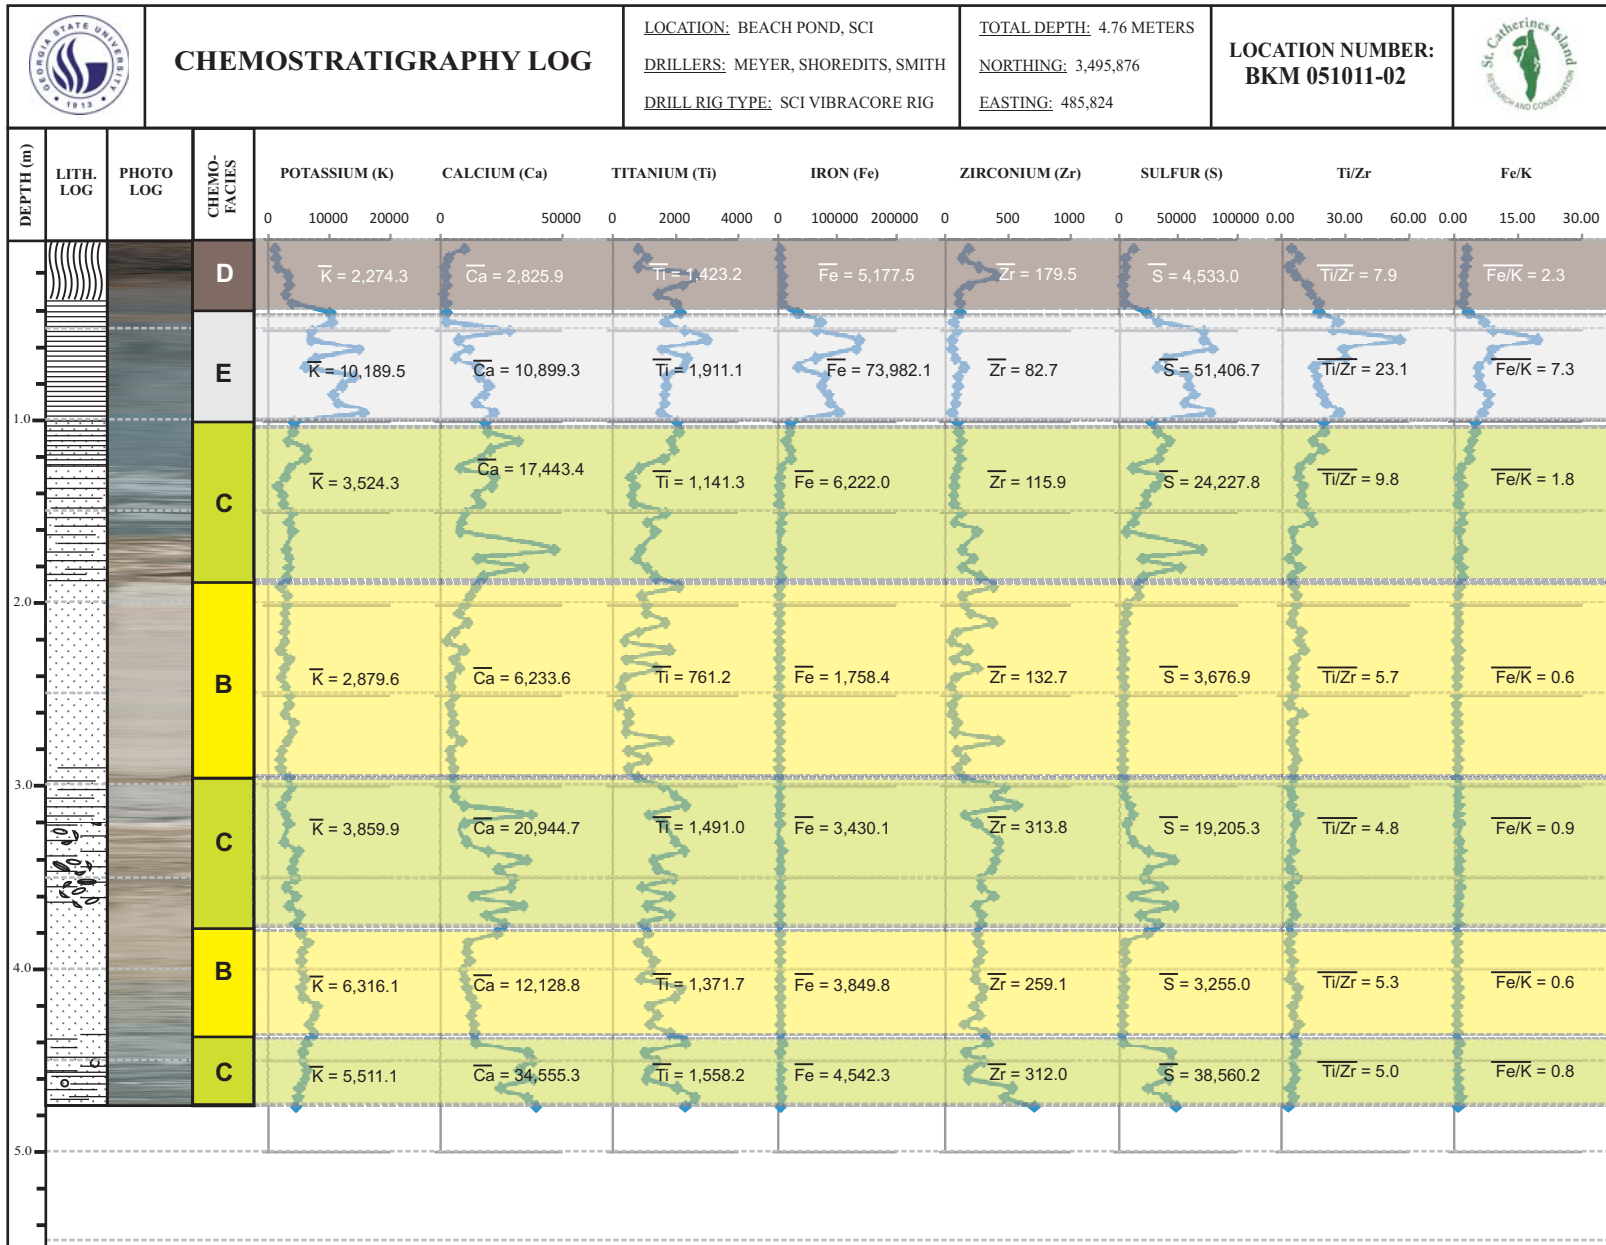 GEORGIA STATE UNIVERSITY
1913
CHEMOSTRATIGRAPHY LOG
LOCATION: BEACH POND, SCI
DRILLERS: MEYER, SHOREDITS, SMITH
DRILL RIG TYPE: SCI VIBRACORE RIG
TOTAL DEPTH: 4.76 METERS
NORTHING: 3,495,876
EASTING: 485,824
LOCATION NUMBER:
BKM 051011-02
St. Catherines Island
RESEARCH AND CONSERVATION
DEPTH (m)
LITH. LOG
PHOTO LOG
CHEMO-FACIES
POTASSIUM (K) CALCIUM (Ca) TITANIUM (Ti) IRON (Fe) ZIRCONIUM (Zr) SULFUR (S) Ti/Zr Fe/K
0 10000 20000 0 50000 0 2000 4000 0 100000 200000 0 500 1000 0 50000 100000 0.00 30.00 60.00 0.00 15.00 30.00
D K = 2,274.3 Ca = 2,825.9 Ti = 1,423.2 Fe = 5,177.5 Zr = 179.5 S = 4,533.0 Ti/Zr = 7.9 Fe/K = 2.3
E K = 10,189.5 Ca = 10,899.3 Ti = 1,911.1 Fe = 73,982.1 Zr = 82.7 S = 51,406.7 Ti/Zr = 23.1 Fe/K = 7.3
1.0
C K = 3,524.3 Ca = 17,443.4 Ti = 1,141.3 Fe = 6,222.0 Zr = 115.9 S = 24,227.8 Ti/Zr = 9.8 Fe/K = 1.8
2.0
B K = 2,879.6 Ca = 6,233.6 Ti = 761.2 Fe = 1,758.4 Zr = 132.7 S = 3,676.9 Ti/Zr = 5.7 Fe/K = 0.6
3.0
C K = 3,859.9 Ca = 20,944.7 Ti = 1,491.0 Fe = 3,430.1 Zr = 313.8 S = 19,205.3 Ti/Zr = 4.8 Fe/K = 0.9
4.0
B K = 6,316.1 Ca = 12,128.8 Ti = 1,371.7 Fe = 3,849.8 Zr = 259.1 S = 3,255.0 Ti/Zr = 5.3 Fe/K = 0.6
C K = 5,511.1 Ca = 34,555.3 Ti = 1,558.2 Fe = 4,542.3 Zr = 312.0 S = 38,560.2 Ti/Zr = 5.0 Fe/K = 0.8
5.0